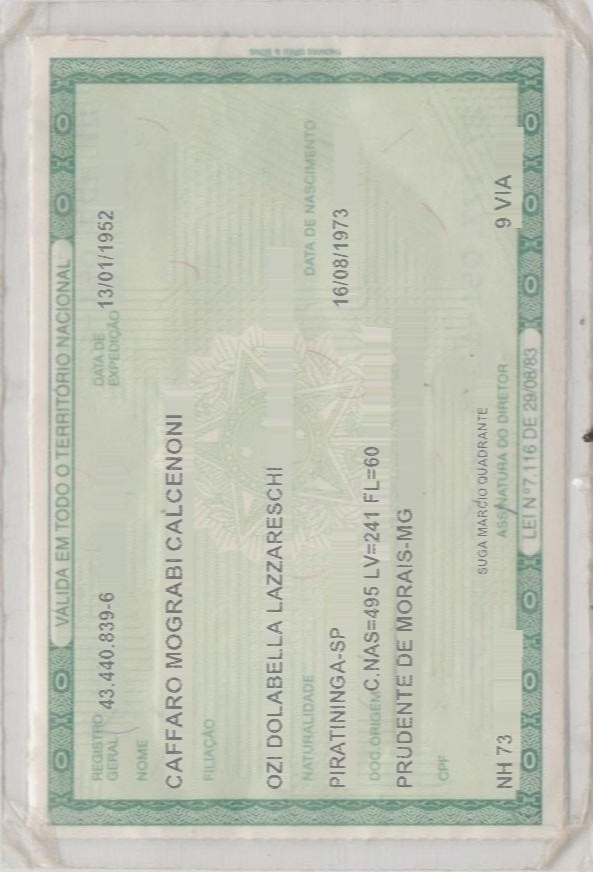 VÁLIDA EM TODO O TERRITÓRIO NACIONAL
REGISTRO GERAL 43.440.839-6 DATA DE EXPEDIÇÃO 13/01/1952
NOME
CAFFARO MOGRABI CALCENONI
FILIAÇÃO
OZI DOLABELLA LAZZARESCHI
NATURALIDADE DATA DE NASCIMENTO
PIRATININGA-SP 16/08/1973
DOC.ORIGEM C.NAS=495 LV=241 FL=60
PRUDENTE DE MORAIS-MG
CPF
SUGA MARCIO QUADRANTE
NH 73 ASSINATURA DO DIRETOR 9 VIA
LEI Nº 7.116 DE 29/08/83